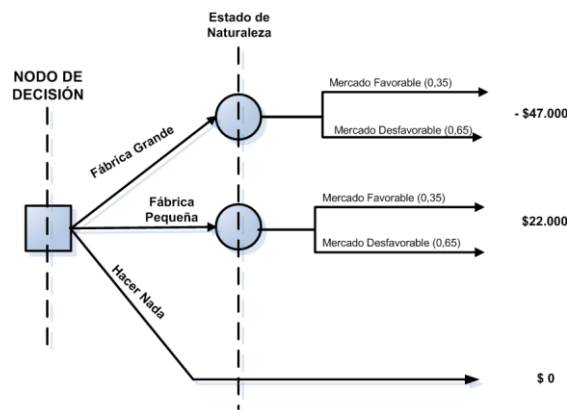 Estado de
Naturaleza
NODO DE
DECISIÓN
Mercado Favorable (0,35)
- $47.000
Mercado Desfavorable (0,65)
Fábrica Grande
Fábrica
Pequeña
Mercado Favorable (0,35)
$22.000
Mercado Desfavorable (0,65)
Hacer Nada
$ 0